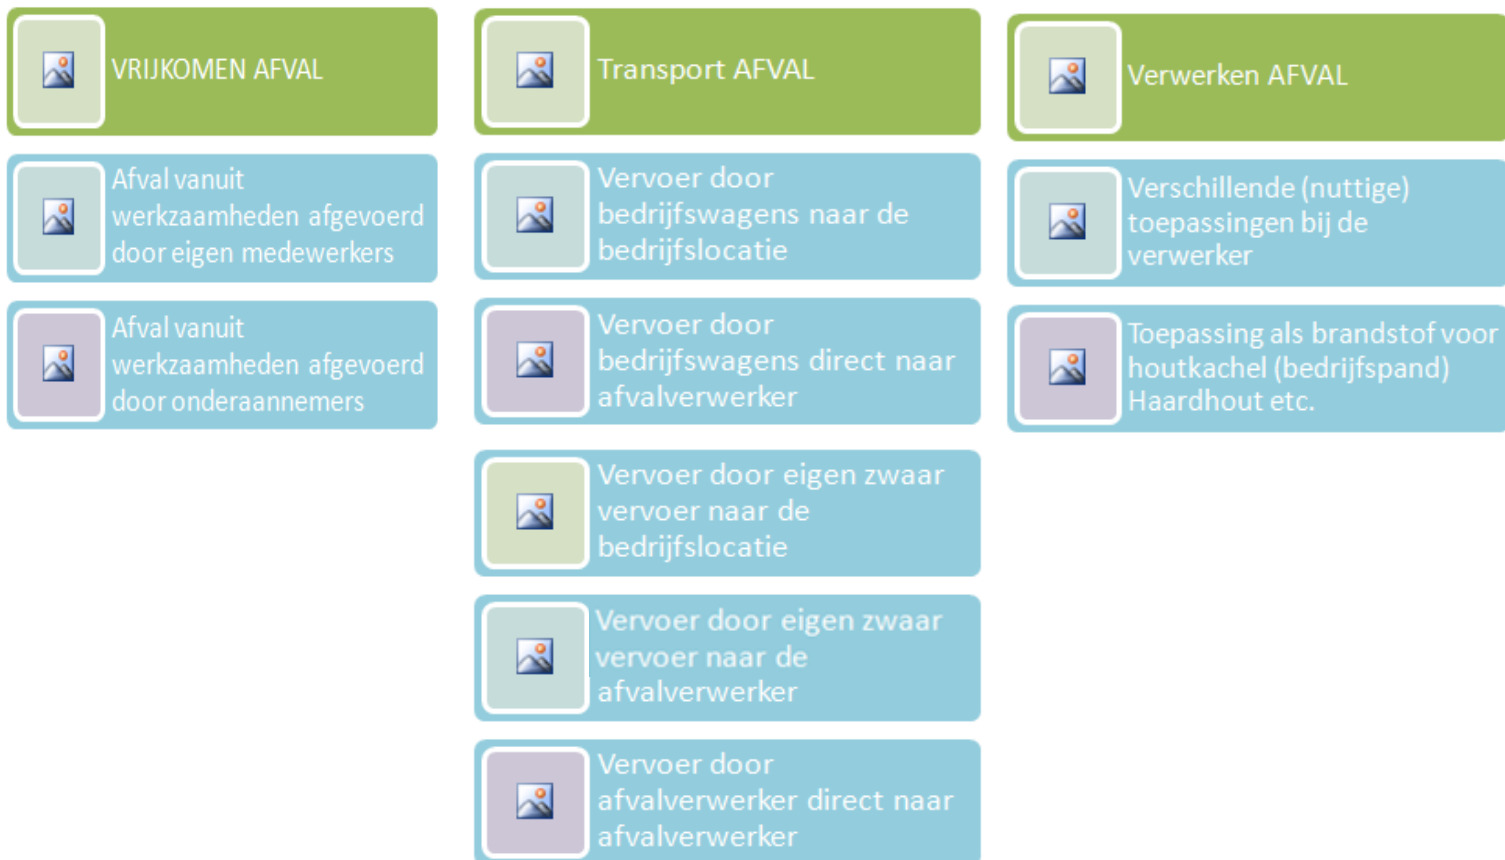 VRIJKOMEN AFVAL
Afval vanuit
werkzaamheden afgevoerd
door eigen medewerkers
Afval vanuit
werkzaamheden afgevoerd
door onderaannemers
Transport AFVAL
Vervoer door
bedrijfswagens naar de
bedrijfslocatie
Vervoer door
bedrijfswagens direct naar
afvalverwerker
Vervoer door eigen zwaar
vervoer naar de
bedrijfslocatie
Vervoer door eigen zwaar
vervoer naar de
afvalverwerker
Vervoer door
afvalverwerker direct naar
afvalverwerker
Verwerken AFVAL
Verschillende (nuttige)
toepassingen bij de
verwerker
Toepassing als brandstof voor
houtkachel (bedrijfspand)
Haardhout etc.